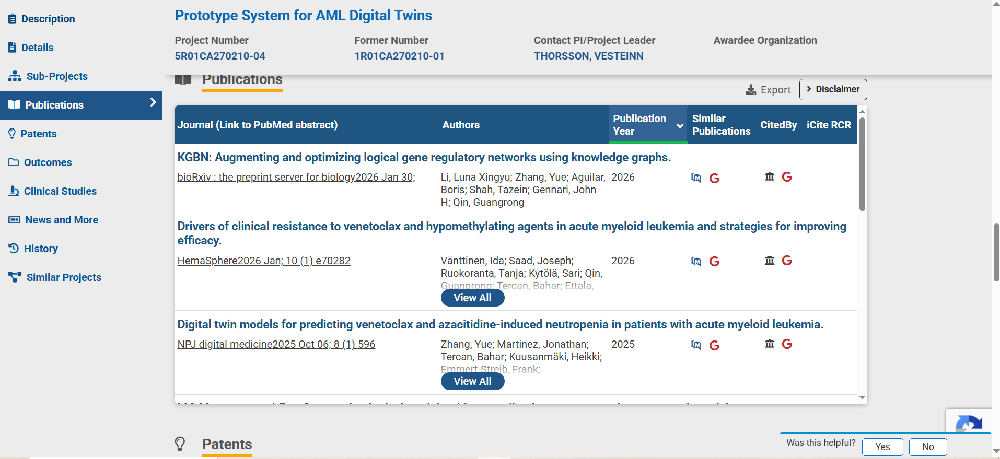 Description
Details
Sub-Projects
Publications
Patents
Outcomes
Clinical Studies
News and More
History
Similar Projects
Prototype System for AML Digital Twins
Project Number
5R01CA270210-04
Former Number
1R01CA270210-01
Contact PI/Project Leader
THORSSON, VESTEINN
Awardee Organization
Publications
Export
Disclaimer
Journal (Link to PubMed abstract)
Authors
Publication
Year
Similar
Publications
CitedBy
iCite RCR
KGBN: Augmenting and optimizing logical gene regulatory networks using knowledge graphs.
bioRxiv : the preprint server for biology2026 Jan 30;
Li, Luna Xingyu; Zhang, Yue; Aguilar,
Boris; Shah, Tazein; Gennari, John
H; Qin, Guangrong
2026
Drivers of clinical resistance to venetoclax and hypomethylating agents in acute myeloid leukemia and strategies for improving
efficacy.
HemaSphere2026 Jan; 10 (1) e70282
Vänttinen, Ida; Saad, Joseph;
Ruokoranta, Tanja; Kytölä, Sari; Qin,
Guangrong; Tercan, Bahar; Ettala,
View All
2026
Digital twin models for predicting venetoclax and azacitidine-induced neutropenia in patients with acute myeloid leukemia.
NPJ digital medicine2025 Oct 06; 8 (1) 596
Zhang, Yue; Martinez, Jonathan;
Tercan, Bahar; Kuusanmäki, Heikki;
Emmert-Streib, Frank;
View All
2025
Patents
Was this helpful?
Yes
No